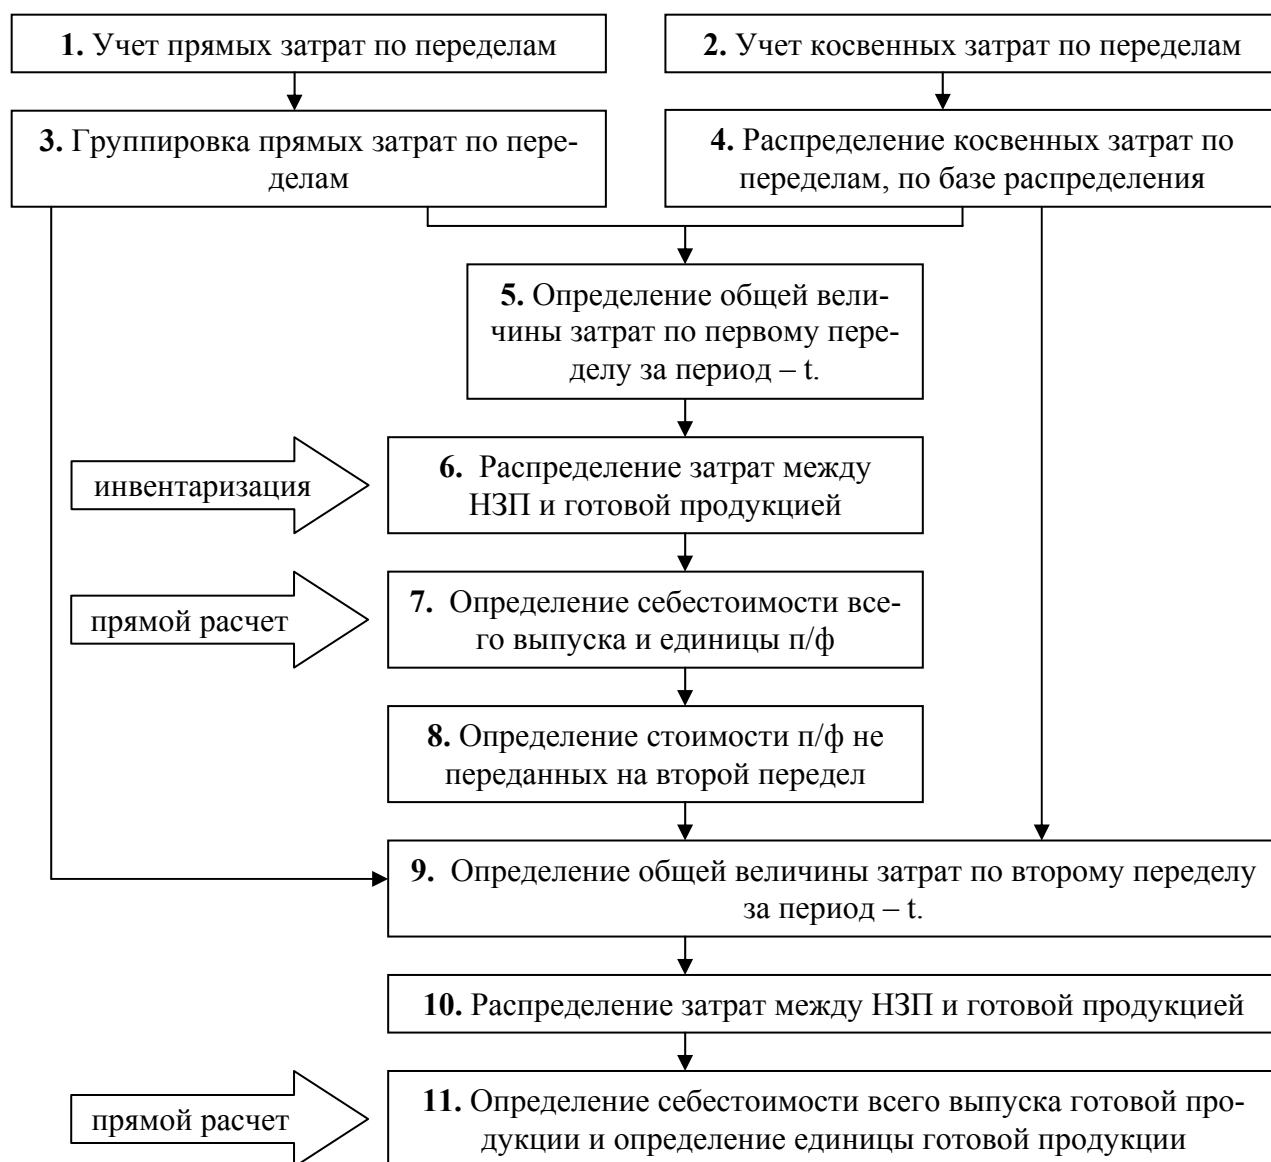 1. Учет прямых затрат по переделам
2. Учет косвенных затрат по переделам
3. Группировка прямых затрат по пере-
делам
4. Распределение косвенных затрат по
переделам, по базе распределения
5. Определение общей вели-
чины затрат по первому пере-
делу за период – t.
инвентаризация
6. Распределение затрат между
НЗП и готовой продукцией
прямой расчет
7. Определение себестоимости все-
го выпуска и единицы п/ф
8. Определение стоимости п/ф не
переданных на второй передел
9. Определение общей величины затрат по второму переделу
за период – t.
10. Распределение затрат между НЗП и готовой продукцией
прямой расчет
11. Определение себестоимости всего выпуска готовой про-
дукции и определение единицы готовой продукции